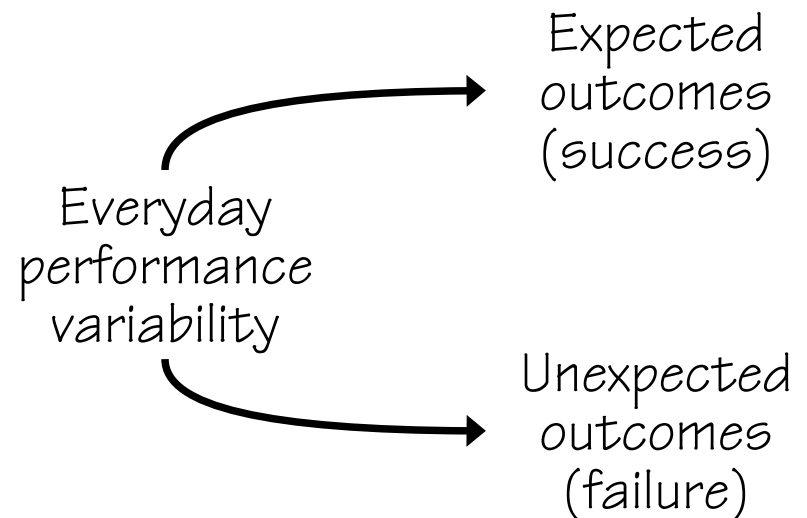 Expected
outcomes
(success)
Everyday
performance
variability
Unexpected
outcomes
(failure)